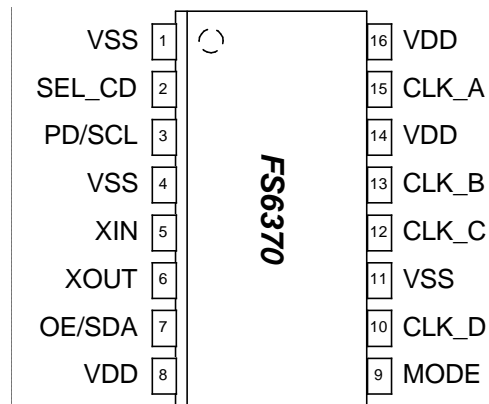 VSS 1 16 VDD
SEL_CD 2 15 CLK_A
PD/SCL 3 14 VDD
VSS 4 13 CLK_B
XIN 5 12 CLK_C
XOUT 6 11 VSS
OE/SDA 7 10 CLK_D
VDD 8 9 MODE
FS6370